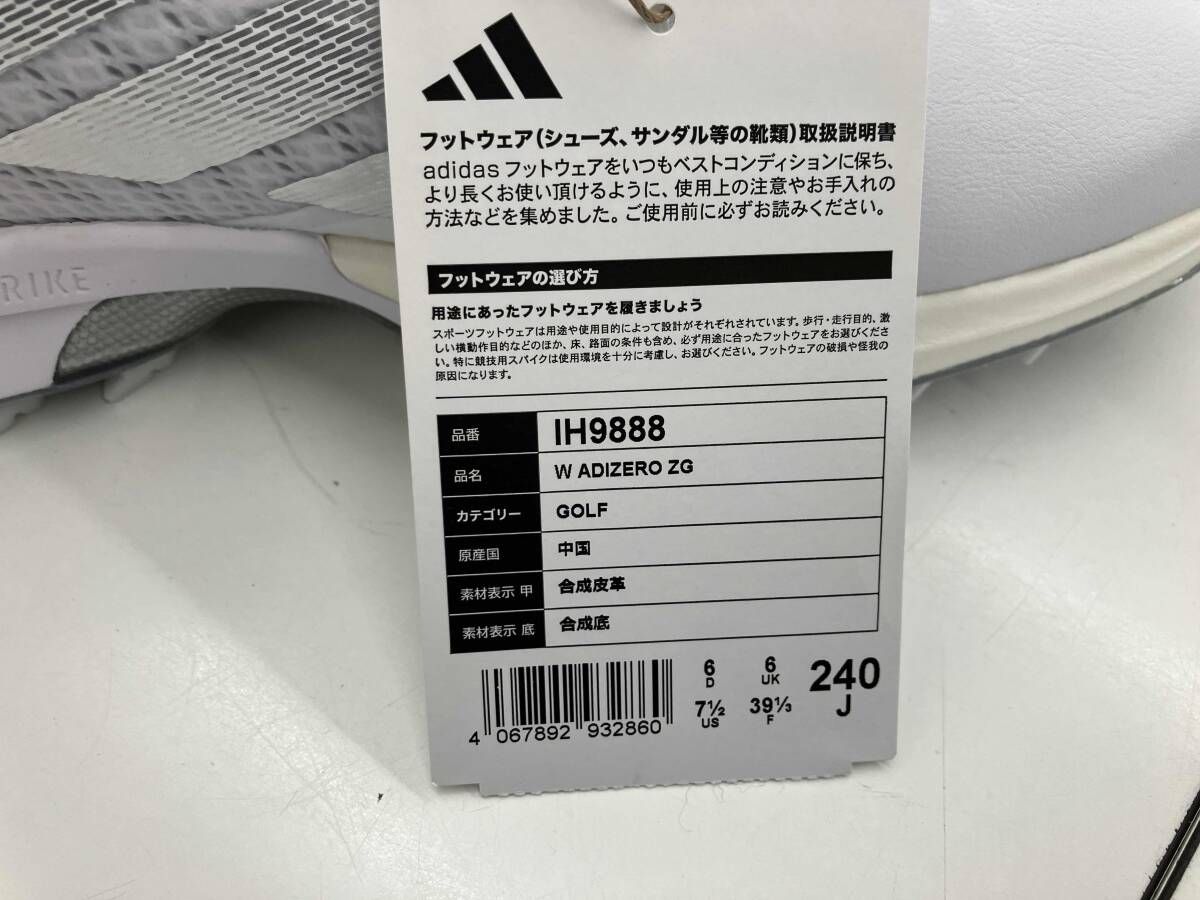 フットウェア(シューズ、サンダル等の靴類)取扱説明書
adidas フットウェアをいつもベストコンディションに保ち、
より長くお使い頂けるように、使用上の注意やお手入れの
方法などを集めました。ご使用前に必ずお読みください。
フットウェアの選び方
用途にあったフットウェアを履きましょう
スポーツフットウェアは用途や使用目的によって設計がそれぞれされています。歩行・走行目的、激
しい横動作目的などのほか、床、路面の条件も含め、必ず用途に合ったフットウェアをお選びくださ
い。特に競技用スパイクは使用環境を十分に考慮し、お選びください。フットウェアの破損や怪我の
原因になります。
品番 IH9888
品名 W ADIZERO ZG
カテゴリー GOLF
原産国 中国
素材表示 甲 合成皮革
素材表示 底 合成底
6 6 240
D UK J
7½ 39⅓
US F
4 067892 932860
RIKE